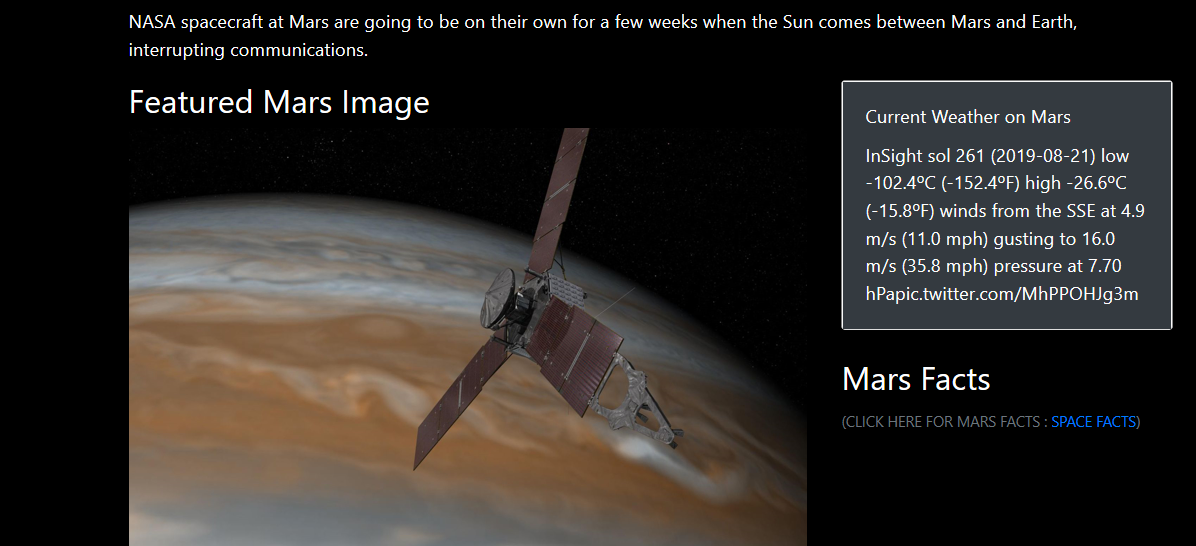 NASA spacecraft at Mars are going to be on their own for a few weeks when the Sun comes between Mars and Earth,
interrupting communications.
Featured Mars Image
Current Weather on Mars
InSight sol 261 (2019-08-21) low
-102.4ºC (-152.4ºF) high -26.6ºC
(-15.8ºF) winds from the SSE at 4.9
m/s (11.0 mph) gusting to 16.0
m/s (35.8 mph) pressure at 7.70
hPapic.twitter.com/MhPPOHJg3m
Mars Facts
(CLICK HERE FOR MARS FACTS : SPACE FACTS)